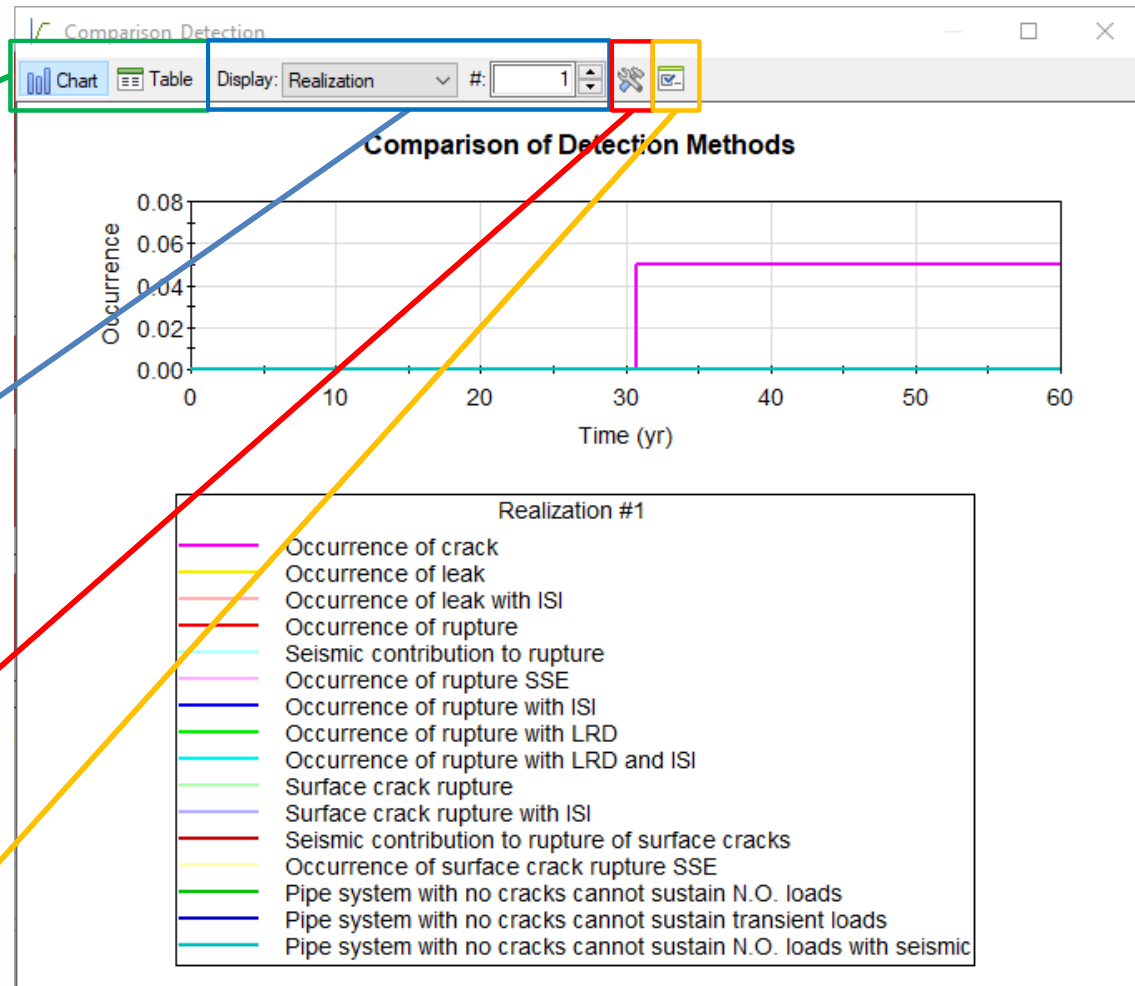 Comparison_Detection
Chart Table Display: Realization #: 1
Comparison of Detection Methods
0.08
0.06
0.04
0.02
0.00
Occurrence
0 10 20 30 40 50 60
Time (yr)
Realization #1
Occurrence of crack
Occurrence of leak
Occurrence of leak with ISI
Occurrence of rupture
Seismic contribution to rupture
Occurrence of rupture SSE
Occurrence of rupture with ISI
Occurrence of rupture with LRD
Occurrence of rupture with LRD and ISI
Surface crack rupture
Surface crack rupture with ISI
Seismic contribution to rupture of surface cracks
Occurrence of surface crack rupture SSE
Pipe system with no cracks cannot sustain N.O. loads
Pipe system with no cracks cannot sustain transient loads
Pipe system with no cracks cannot sustain N.O. loads with seismic